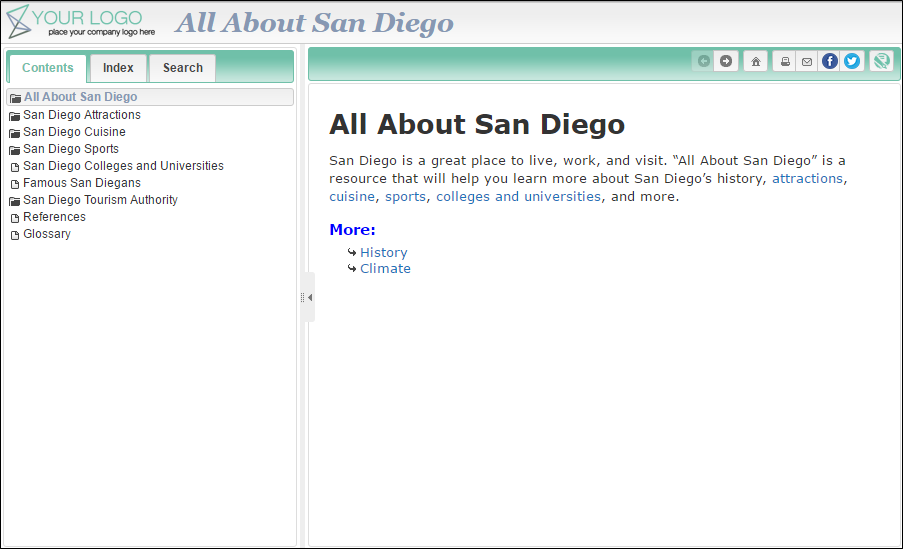 YOUR LOGO
place your company logo here
All About San Diego
Contents
Index
Search
All About San Diego
San Diego Attractions
San Diego Cuisine
San Diego Sports
San Diego Colleges and Universities
Famous San Diegans
San Diego Tourism Authority
References
Glossary
All About San Diego
San Diego is a great place to live, work, and visit. “All About San Diego” is a
resource that will help you learn more about San Diego’s history, attractions,
cuisine, sports, colleges and universities, and more.
More:
History
Climate